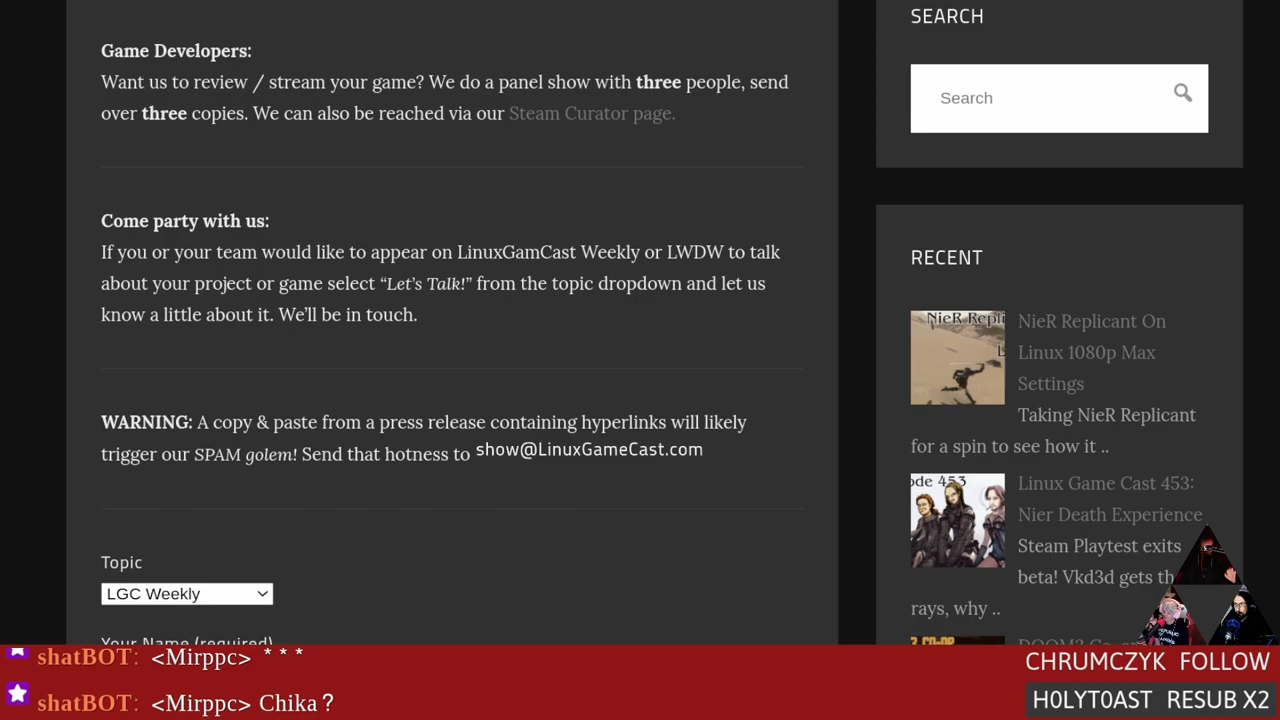 Game Developers:
Want us to review / stream your game? We do a panel show with three people, send
over three copies. We can also be reached via our Steam Curator page.
Come party with us:
If you or your team would like to appear on LinuxGamCast Weekly or LWDW to talk
about your project or game select “Let’s Talk!” from the topic dropdown and let us
know a little about it. We’ll be in touch.
WARNING: A copy & paste from a press release containing hyperlinks will likely
trigger our SPAM golem! Send that hotness to show@LinuxGameCast.com
Topic
LGC Weekly
Your Name (required)
SEARCH
Search
RECENT
NieR Repli
NieR Replicant On
Linux 1080p Max
Settings
Taking NieR Replicant
for a spin to see how it ..
ode 453
Linux Game Cast 453:
Nier Death Experience
Steam Playtest exits
beta! Vkd3d gets th
rays, why ..
shatBOT: <Mirppc> * * *
shatBOT: <Mirppc> Chika ?
CHRUMCZYK FOLLOW
H0LYT0AST RESUB X2